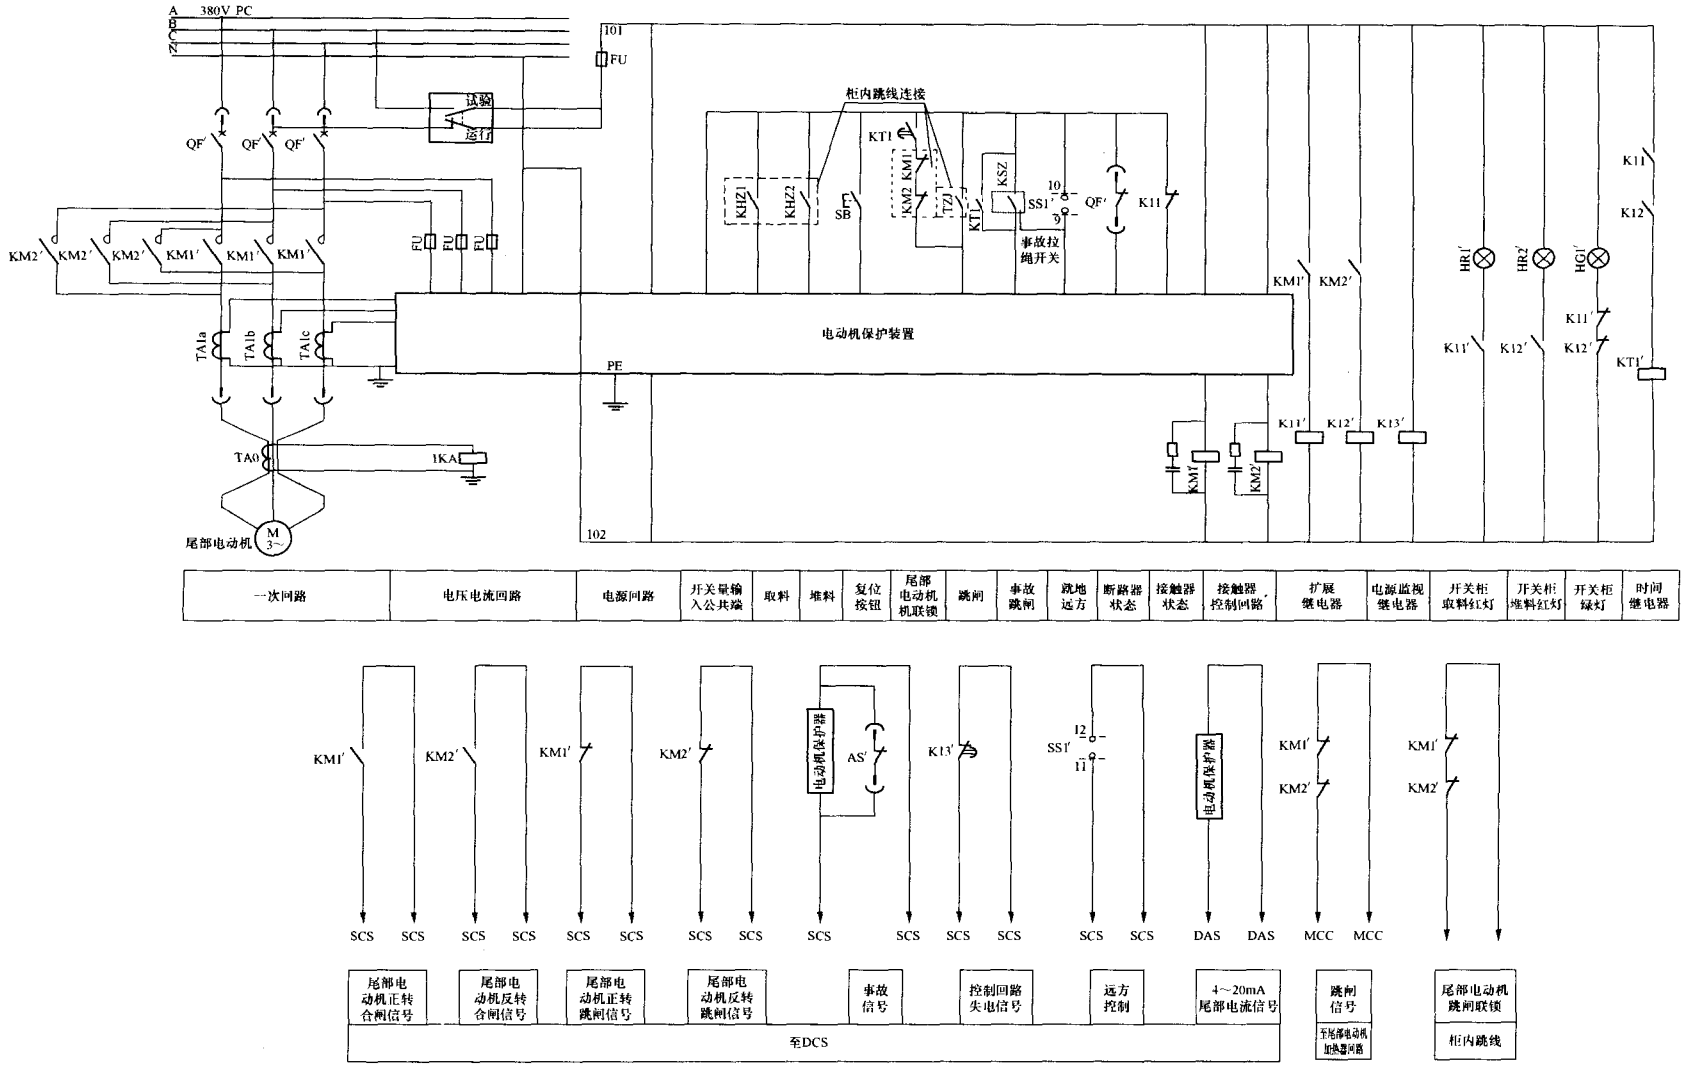 A 380V PC
B
C
N
101
FU
试验
运行
QF′ QF′ QF′
柜内跳线连接
KT1
KM1
KM2
KHZ1
KHZ2
SB
TZJ
KT1
KSZ
10
SS1′
9
事故拉
绳开关
QF′
K11
K11
K12
KM2′ KM2′ KM2′ KM1′ KM1′ KM1′
FU FU FU
KM1′ KM2′
HR1′
HR2′
HG1′
TA1a
TA1b
TA1c
电动机保护装置
PE
K11′
K12′
K11′
K12′
KT1′
K11′ K12′ K13′
TA0
1KA
KM1′
KM2′
M
3~
尾部电动机
102
一次回路
电压电流回路
电源回路
开关量输
入公共端
取料
堆料
复位
按钮
尾部
电动机
机联锁
跳闸
事故
跳闸
就地
远方
断路器
状态
接触器
状态
接触器
控制回路
扩展
继电器
电源监视
继电器
开关柜
取料红灯
开关柜
堆料红灯
开关柜
绿灯
时间
继电器
KM1′
KM2′
KM1′
KM2′
电动机保护器
AS′
K13′
12
SS1′
11
电动机保护器
KM1′
KM2′
KM1′
KM2′
SCS SCS SCS SCS SCS SCS SCS SCS SCS SCS SCS SCS SCS SCS DAS DAS MCC MCC
尾部电
动机正转
合闸信号
尾部电
动机反转
合闸信号
尾部电
动机正转
跳闸信号
尾部电
动机反转
跳闸信号
事故
信号
控制回路
失电信号
远方
控制
4～20mA
尾部电流信号
跳闸
信号
至尾部电动机
加热器回路
尾部电动机
跳闸联锁
柜内跳线
至DCS